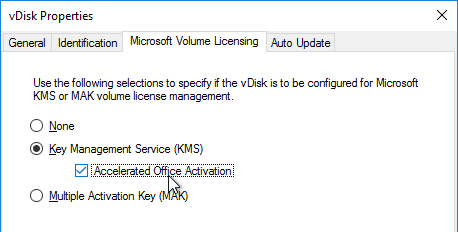 vDisk Properties
General Identification Microsoft Volume Licensing Auto Update
Use the following selections to specify if the vDisk is to be configured for Microsoft
KMS or MAK volume license management.
None
Key Management Service (KMS)
Accelerated Office Activation
Multiple Activation Key (MAK)